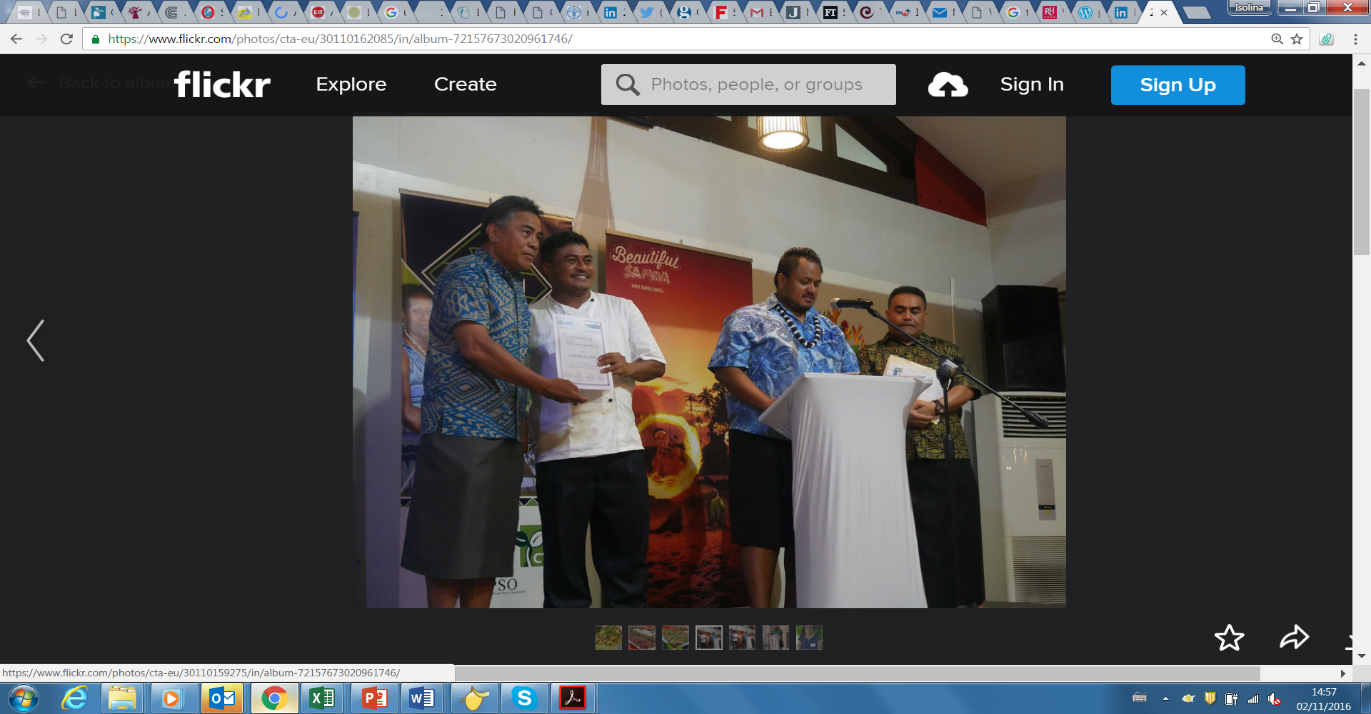 isolina
https://www.flickr.com/photos/cta-eu/30110162085/in/album-72157673020961746/
Back to album
flickr
Explore
Create
Photos, people, or groups
Sign In
Sign Up
Beautiful
SAMOA
https://www.flickr.com/photos/cta-eu/30110159275/in/album-72157673020961746/
14:57
02/11/2016